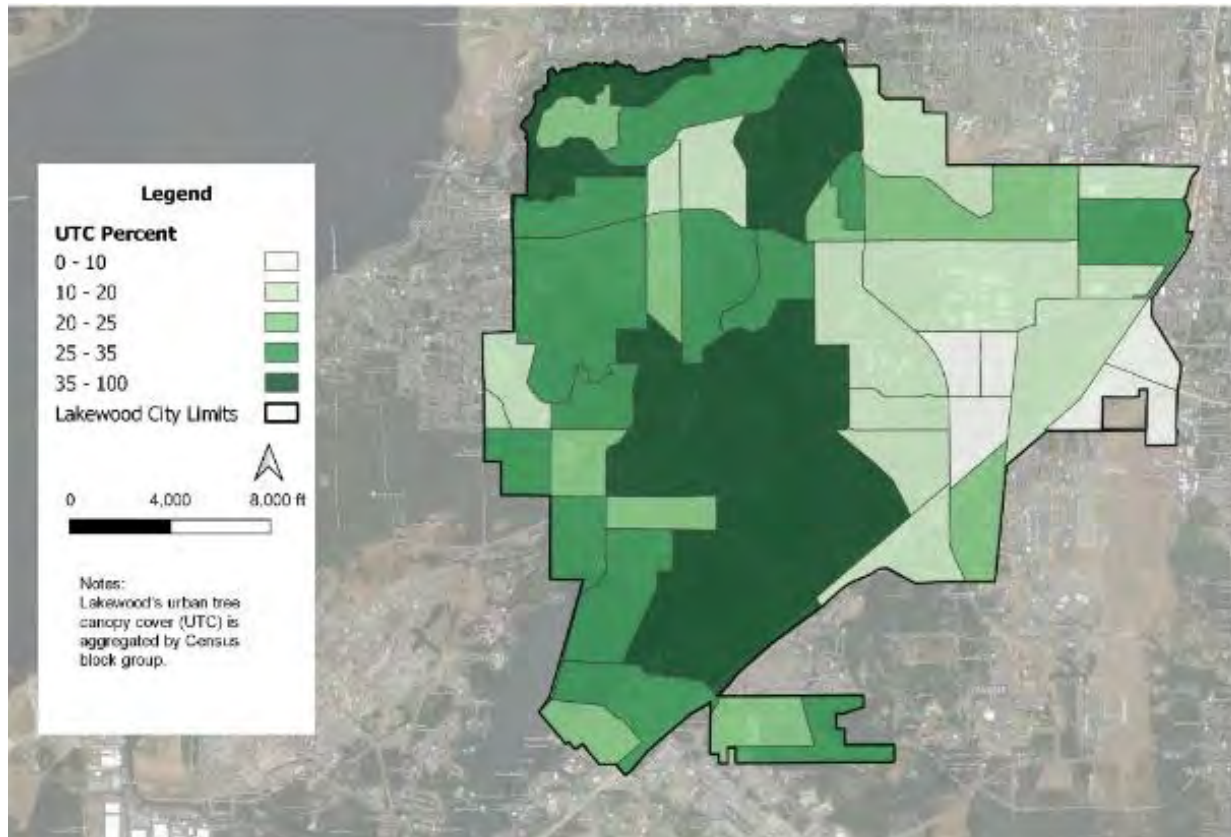 Legend
UTC Percent
0 - 10
10 - 20
20 - 25
25 - 35
35 - 100
Lakewood City Limits
0 4,000 8,000 ft
Notes:
Lakewood's urban tree
canopy cover (UTC) is
aggregated by Census
block group.